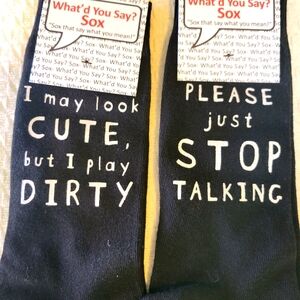 What'd You Say?
SOX
"Sox that say what you mean!"
I may look
CUTE,
but I play
DIRTY
What'd You Say?
SOX
"Sox that say what you mean!"
PLEASE
just
STOP
TALKING